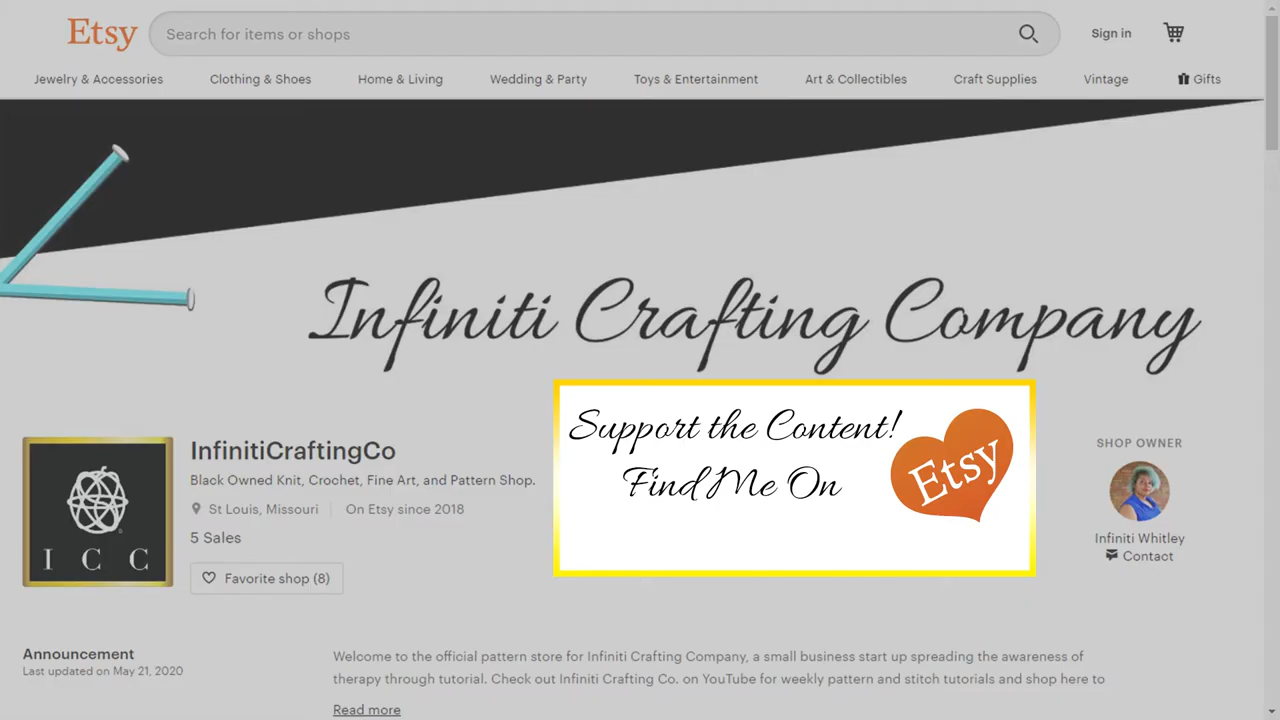 Etsy
Search for items or shops
Sign in
Jewelry & Accessories
Clothing & Shoes
Home & Living
Wedding & Party
Toys & Entertainment
Art & Collectibles
Craft Supplies
Vintage
Gifts
Infiniti Crafting Company
Support the Content!
Find Me On
Etsy
InfinitiCraftingCo
Black Owned Knit, Crochet, Fine Art, and Pattern Shop.
St Louis, Missouri
On Etsy since 2018
5 Sales
Favorite shop (8)
I C C
SHOP OWNER
Infiniti Whitley
Contact
Announcement
Last updated on May 21, 2020
Welcome to the official pattern store for Infiniti Crafting Company, a small business start up spreading the awareness of
therapy through tutorial. Check out Infiniti Crafting Co. on YouTube for weekly pattern and stitch tutorials and shop here to
Read more